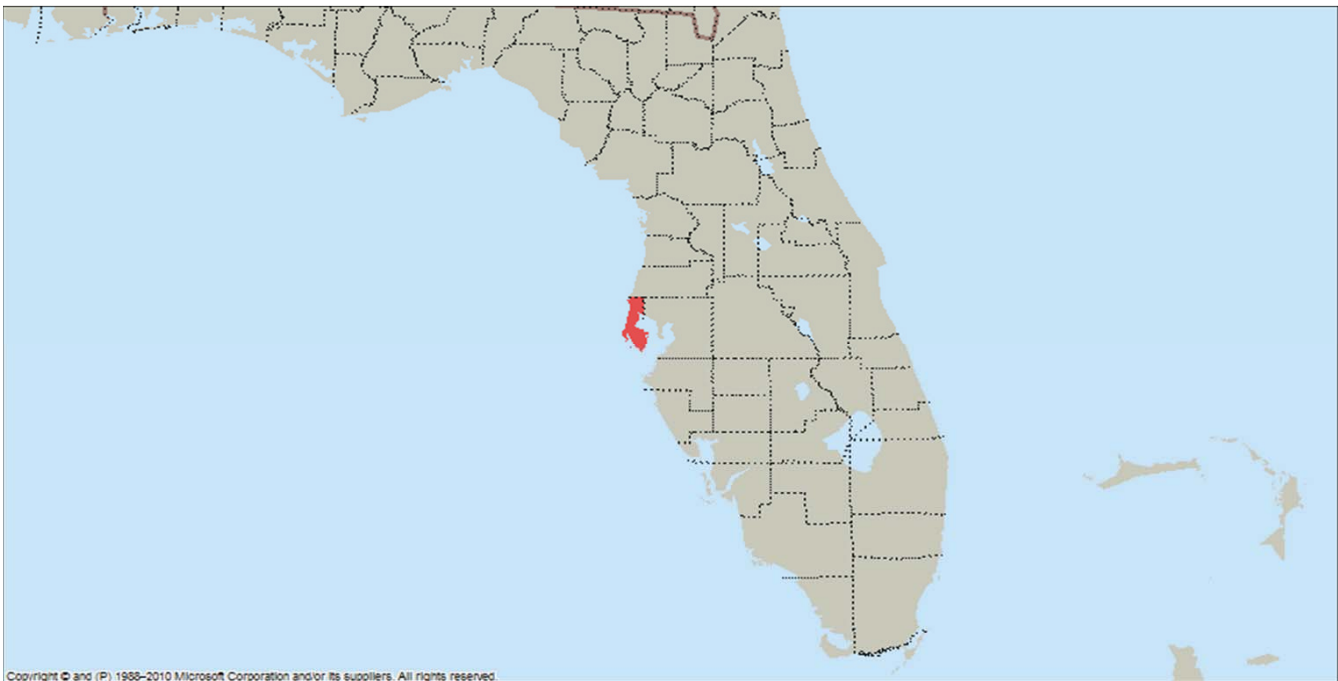 Copyright © and (P) 1988–2010 Microsoft Corporation and/or its suppliers. All rights reserved.